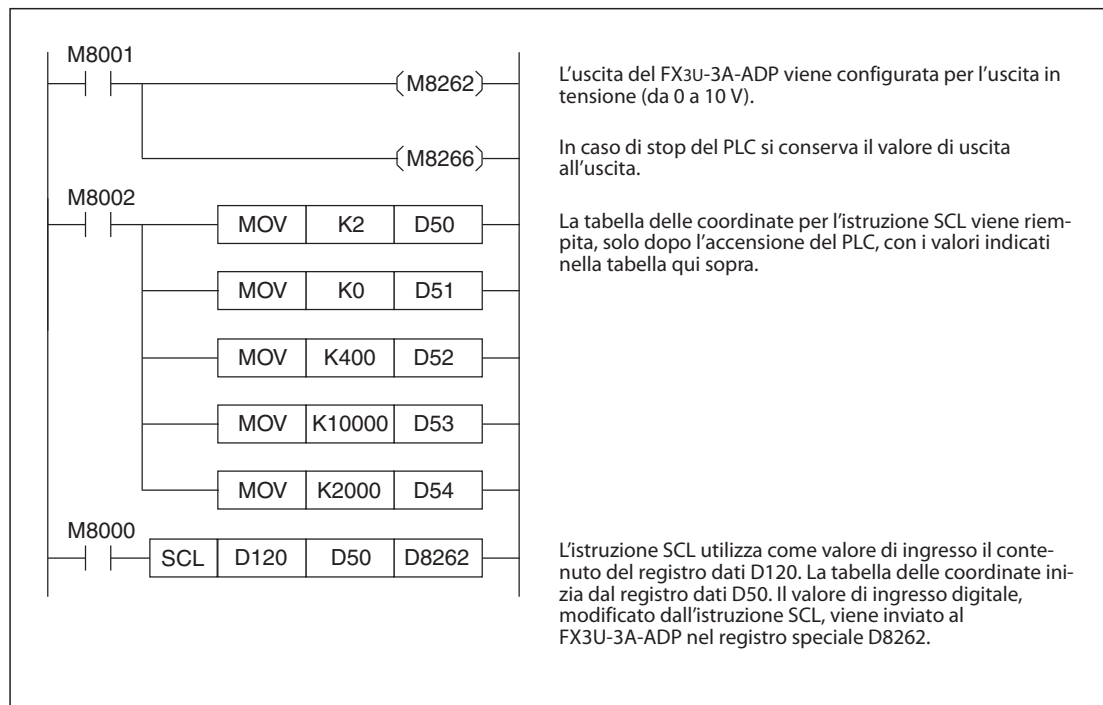 M8001
M8262
L'uscita del FX3U-3A-ADP viene configurata per l'uscita in
tensione (da 0 a 10 V).
M8266
In caso di stop del PLC si conserva il valore di uscita
all'uscita.
M8002
MOV K2 D50
La tabella delle coordinate per l'istruzione SCL viene riem-
pita, solo dopo l'accensione del PLC, con i valori indicati
nella tabella qui sopra.
MOV K0 D51
MOV K400 D52
MOV K10000 D53
MOV K2000 D54
M8000
SCL D120 D50 D8262
L'istruzione SCL utilizza come valore di ingresso il conte-
nuto del registro dati D120. La tabella delle coordinate ini-
zia dal registro dati D50. Il valore di ingresso digitale,
modificato dall'istruzione SCL, viene inviato al
FX3U-3A-ADP nel registro speciale D8262.